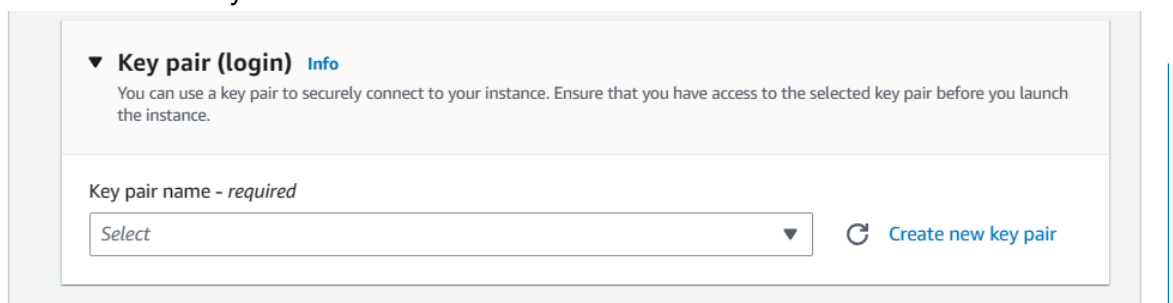 Key pair (login) Info
You can use a key pair to securely connect to your instance. Ensure that you have access to the selected key pair before you launch
the instance.
Key pair name - required
Select
Create new key pair